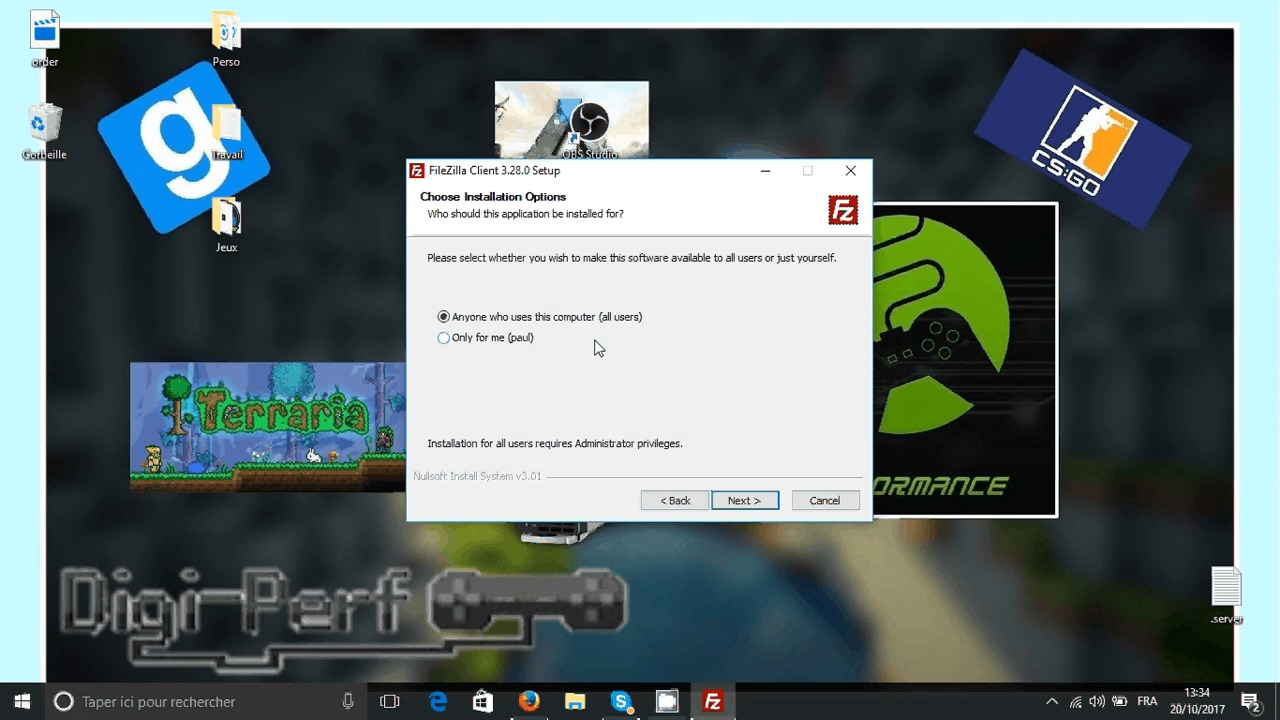 order
Perso
Corbeille
Travail
OBS Studio
Jeux
g
CS:GO
FileZilla Client 3.28.0 Setup
Choose Installation Options
Who should this application be installed for?
Fz
Please select whether you wish to make this software available to all users or just yourself.
Anyone who uses this computer (all users)
Only for me (paul)
Installation for all users requires Administrator privileges.
Nullsoft Install System v3.01
< Back
Next >
Cancel
Terraria
ORMANCE
Digi-Perf
.server
Taper ici pour rechercher
FRA
13:34
20/10/2017
2